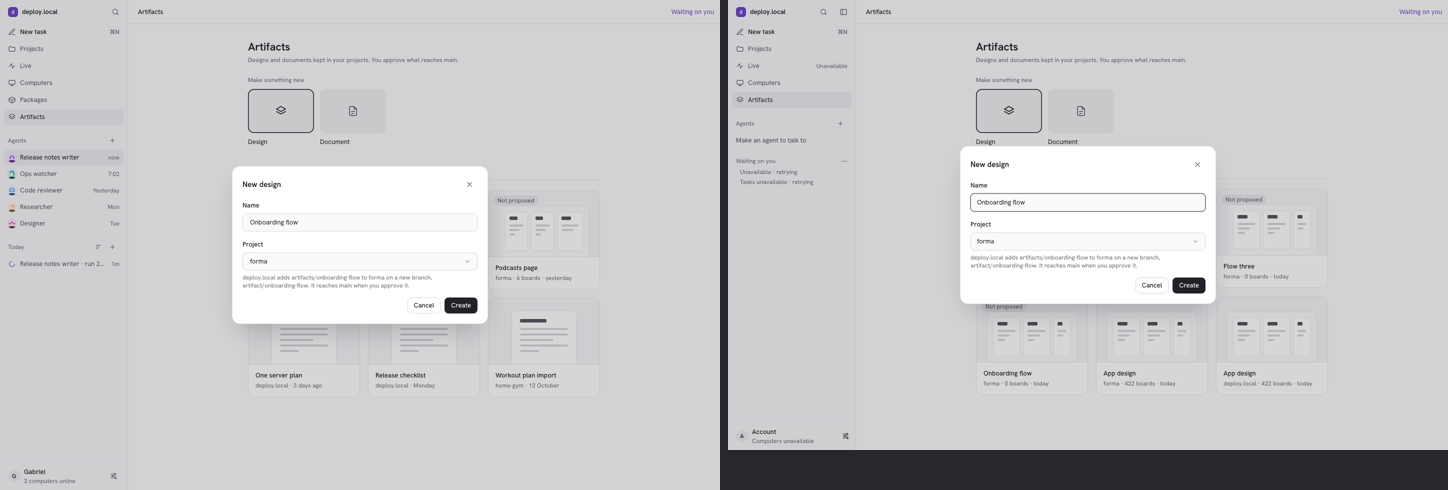 d deploy.local
New task ⌘N
Projects
Live
Computers
Packages
Artifacts
Agents
Release notes writer now
Ops watcher 7:02
Code reviewer Yesterday
Researcher Mon
Designer Tue
Today
Release notes writer · run 2... 1m
G Gabriel
3 computers online
Artifacts
Waiting on you
Artifacts
Designs and documents kept in your projects. You approve what reaches main.
Make something new
Design
Document
New design
Name
Onboarding flow
Project
forma
deploy.local adds artifacts/onboarding-flow to forma on a new branch,
artifact/onboarding-flow. It reaches main when you approve it.
Cancel
Create
Not proposed
Podcasts page
forma · 6 boards · yesterday
One server plan
deploy.local · 3 days ago
Release checklist
deploy.local · Monday
Workout plan import
home-gym · 12 October
d deploy.local
New task ⌘N
Projects
Live Unavailable
Computers
Artifacts
Agents
Make an agent to talk to
Waiting on you —
Unavailable · retrying
Tasks unavailable · retrying
A Account
Computers unavailable
Artifacts
Waiting on you
Artifacts
Designs and documents kept in your projects. You approve what reaches main.
Make something new
Design
Document
New design
Name
Onboarding flow
Project
forma
deploy.local adds artifacts/onboarding-flow to forma on a new branch,
artifact/onboarding-flow. It reaches main when you approve it.
Cancel
Create
Not proposed
Flow three
forma · 0 boards · today
Not proposed
Onboarding flow
forma · 0 boards · today
App design
forma · 422 boards · today
App design
deploy.local · 422 boards · today